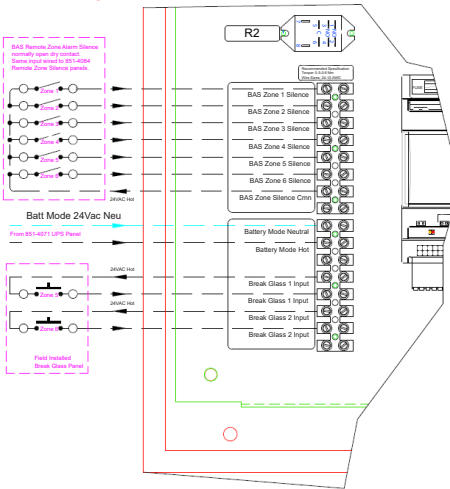 R2
BAS Remote Zone Alarm Silence
normally open dry contact.
Same input wired to 851-4084
Remote Zone Silence panels.
Recommended Specification
Zone 1
BAS Zone 1 Silence
Zone 2
BAS Zone 2 Silence
Zone 3
BAS Zone 3 Silence
Zone 4
BAS Zone 4 Silence
Zone 5
BAS Zone 5 Silence
Zone 6
BAS Zone 6 Silence
24VAC Hot
BAS Zone Silence Cmn
Batt Mode 24Vac Neu
From 851-4071 UPS Panel
Battery Mode Neutral
Battery Mode Hot
24VAC Hot
Break Glass 1 Input
Zone 5
Break Glass 1 Input
24VAC Hot
Break Glass 2 Input
Zone 6
Break Glass 2 Input
Field Installed
Break Glass Panel
FUSE